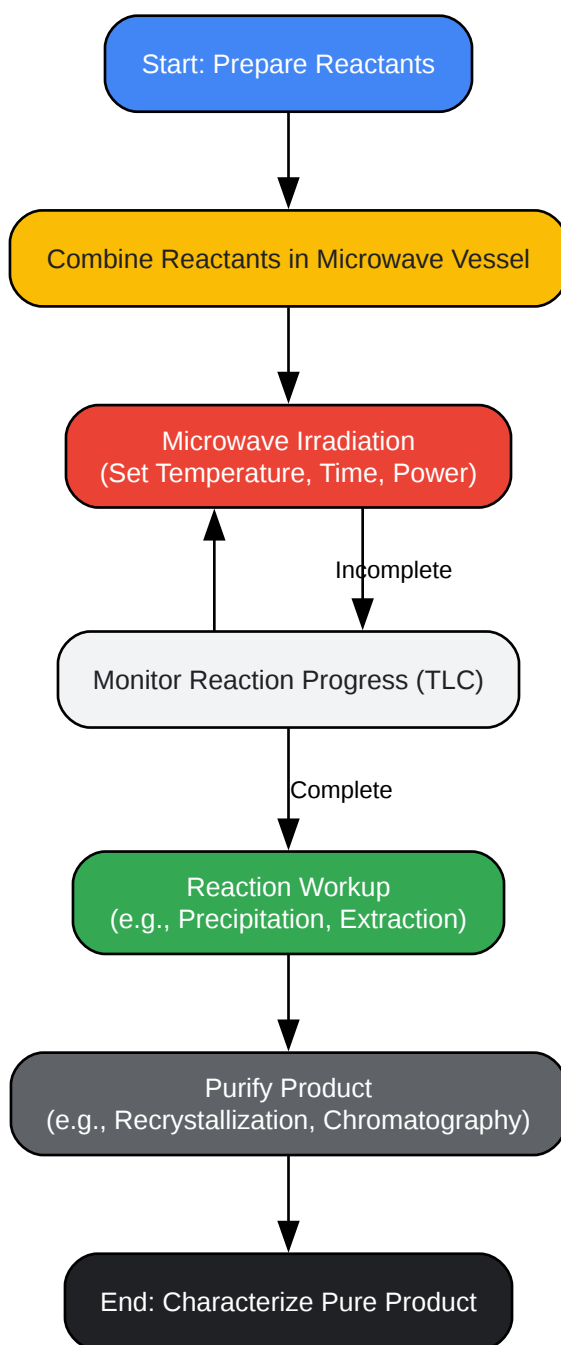 Start: Prepare Reactants
Combine Reactants in Microwave Vessel
Microwave Irradiation
(Set Temperature, Time, Power)
Incomplete
Monitor Reaction Progress (TLC)
Complete
Reaction Workup
(e.g., Precipitation, Extraction)
Purify Product
(e.g., Recrystallization, Chromatography)
End: Characterize Pure Product